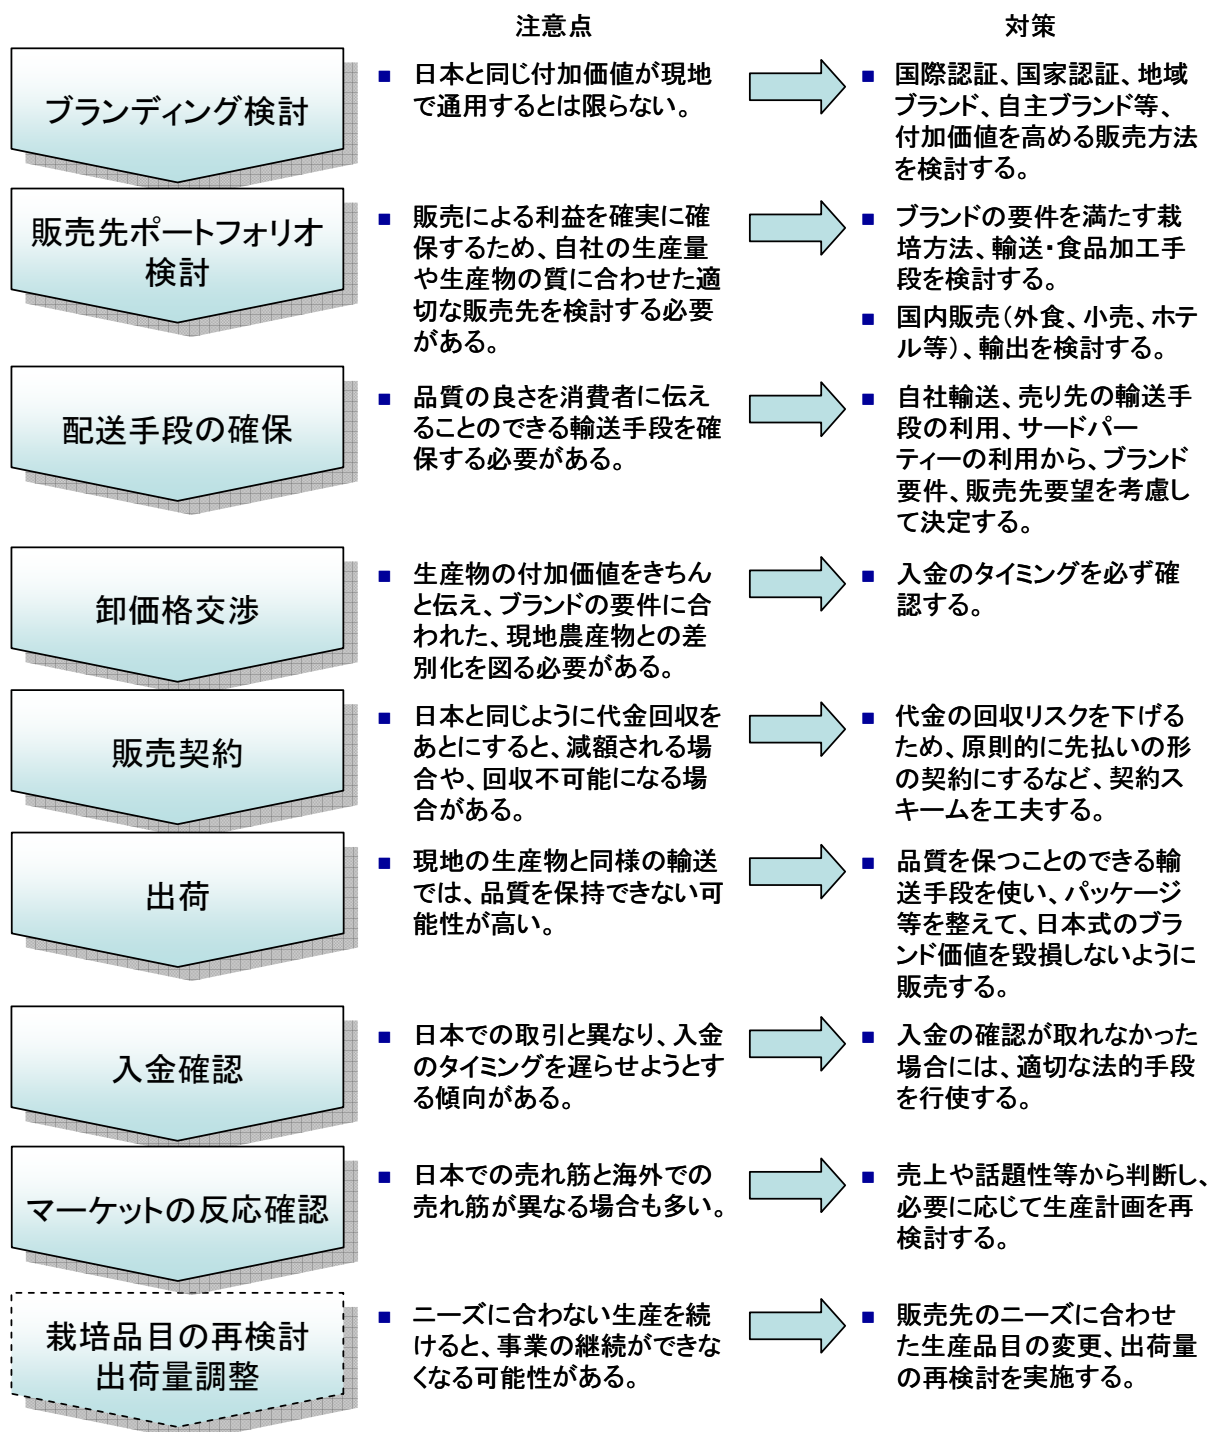 注意点
対策
ブランディング検討
■ 日本と同じ付加価値が現地
で通用するとは限らない。
■ 国際認証、国家認証、地域
ブランド、自主ブランド等、
付加価値を高める販売方法
を検討する。
販売先ポートフォリオ
検討
■ 販売による利益を確実に確
保するため、自社の生産量
や生産物の質に合わせた適
切な販売先を検討する必要
がある。
■ ブランドの要件を満たす栽
培方法、輸送・食品加工手
段を検討する。
■ 国内販売（外食、小売、ホテ
ル等）、輸出を検討する。
配送手段の確保
■ 品質の良さを消費者に伝え
ることのできる輸送手段を確
保する必要がある。
■ 自社輸送、売り先の輸送手
段の利用、サードパー
ティーの利用から、ブランド
要件、販売先要望を考慮し
て決定する。
卸価格交渉
■ 生産物の付加価値をきちん
と伝え、ブランドの要件に合
われた、現地農産物との差
別化を図る必要がある。
■ 入金のタイミングを必ず確
認する。
販売契約
■ 日本と同じように代金回収を
あとにすると、減額される場
合や、回収不可能になる場
合がある。
■ 代金の回収リスクを下げる
ため、原則的に先払いの形
の契約にするなど、契約ス
キームを工夫する。
出荷
■ 現地の生産物と同様の輸送
では、品質を保持できない可
能性が高い。
■ 品質を保つことのできる輸
送手段を使い、パッケージ
等を整えて、日本式のブラ
ンド価値を毀損しないように
販売する。
入金確認
■ 日本での取引と異なり、入金
のタイミングを遅らせようとす
る傾向がある。
■ 入金の確認が取れなかった
場合には、適切な法的手段
を行使する。
マーケットの反応確認
■ 日本での売れ筋と海外での
売れ筋が異なる場合も多い。
■ 売上や話題性等から判断し、
必要に応じて生産計画を再
検討する。
栽培品目の再検討
出荷量調整
■ ニーズに合わない生産を続
けると、事業の継続ができな
くなる可能性がある。
■ 販売先のニーズに合わせ
た生産品目の変更、出荷量
の再検討を実施する。